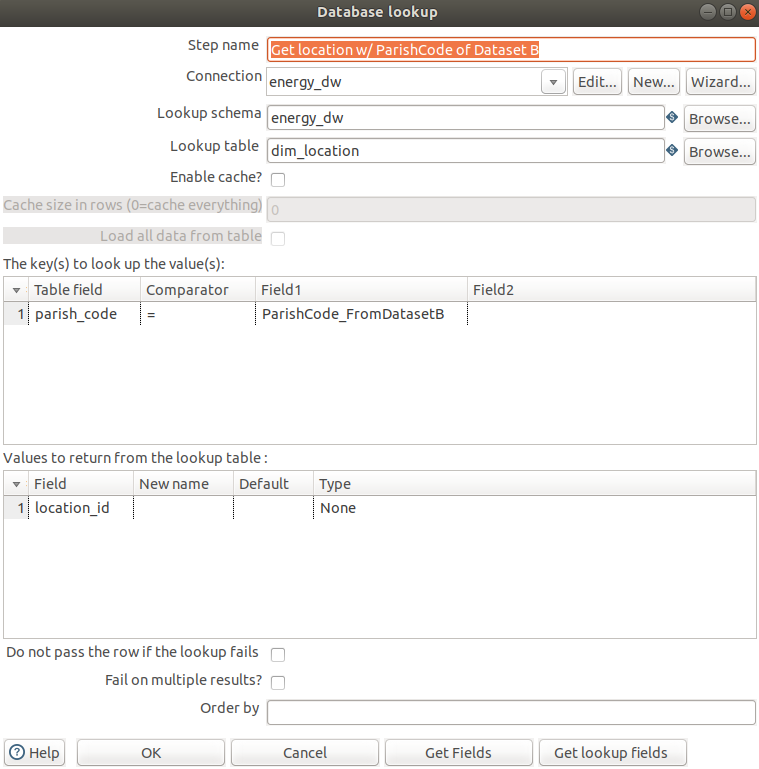 Database lookup
Step name Get location w/ ParishCode of Dataset B
Connection energy_dw Edit... New... Wizard...
Lookup schema energy_dw Browse...
Lookup table dim_location Browse...
Enable cache?
Cache size in rows (0=cache everything) 0
Load all data from table
The key(s) to look up the value(s):
Table field Comparator Field1 Field2
1 parish_code = ParishCode_FromDatasetB
Values to return from the lookup table :
Field New name Default Type
1 location_id None
Do not pass the row if the lookup fails
Fail on multiple results?
Order by
Help OK Cancel Get Fields Get lookup fields